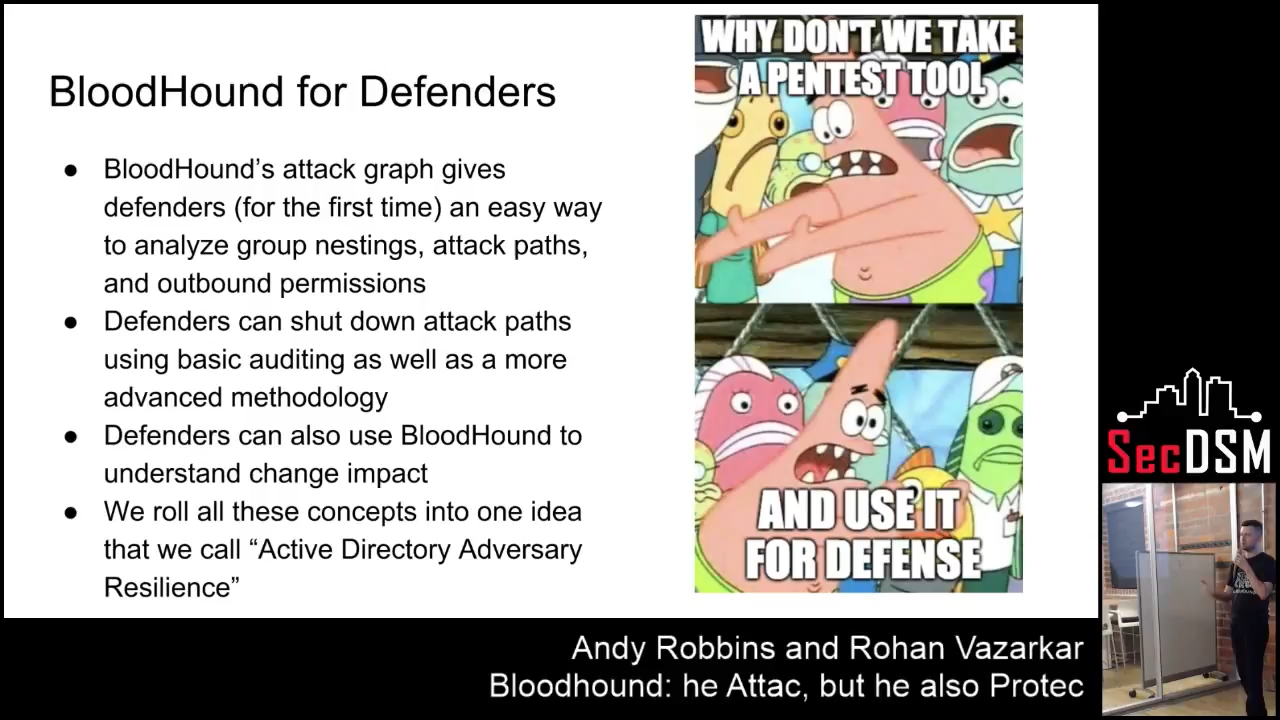 BloodHound for Defenders
● BloodHound’s attack graph gives
defenders (for the first time) an easy way
to analyze group nestings, attack paths,
and outbound permissions
● Defenders can shut down attack paths
using basic auditing as well as a more
advanced methodology
● Defenders can also use BloodHound to
understand change impact
● We roll all these concepts into one idea
that we call “Active Directory Adversary
Resilience”
WHY DON'T WE TAKE
A PENTEST TOOL
AND USE IT
FOR DEFENSE
SecDSM
Andy Robbins and Rohan Vazarkar
Bloodhound: he Attac, but he also Protec